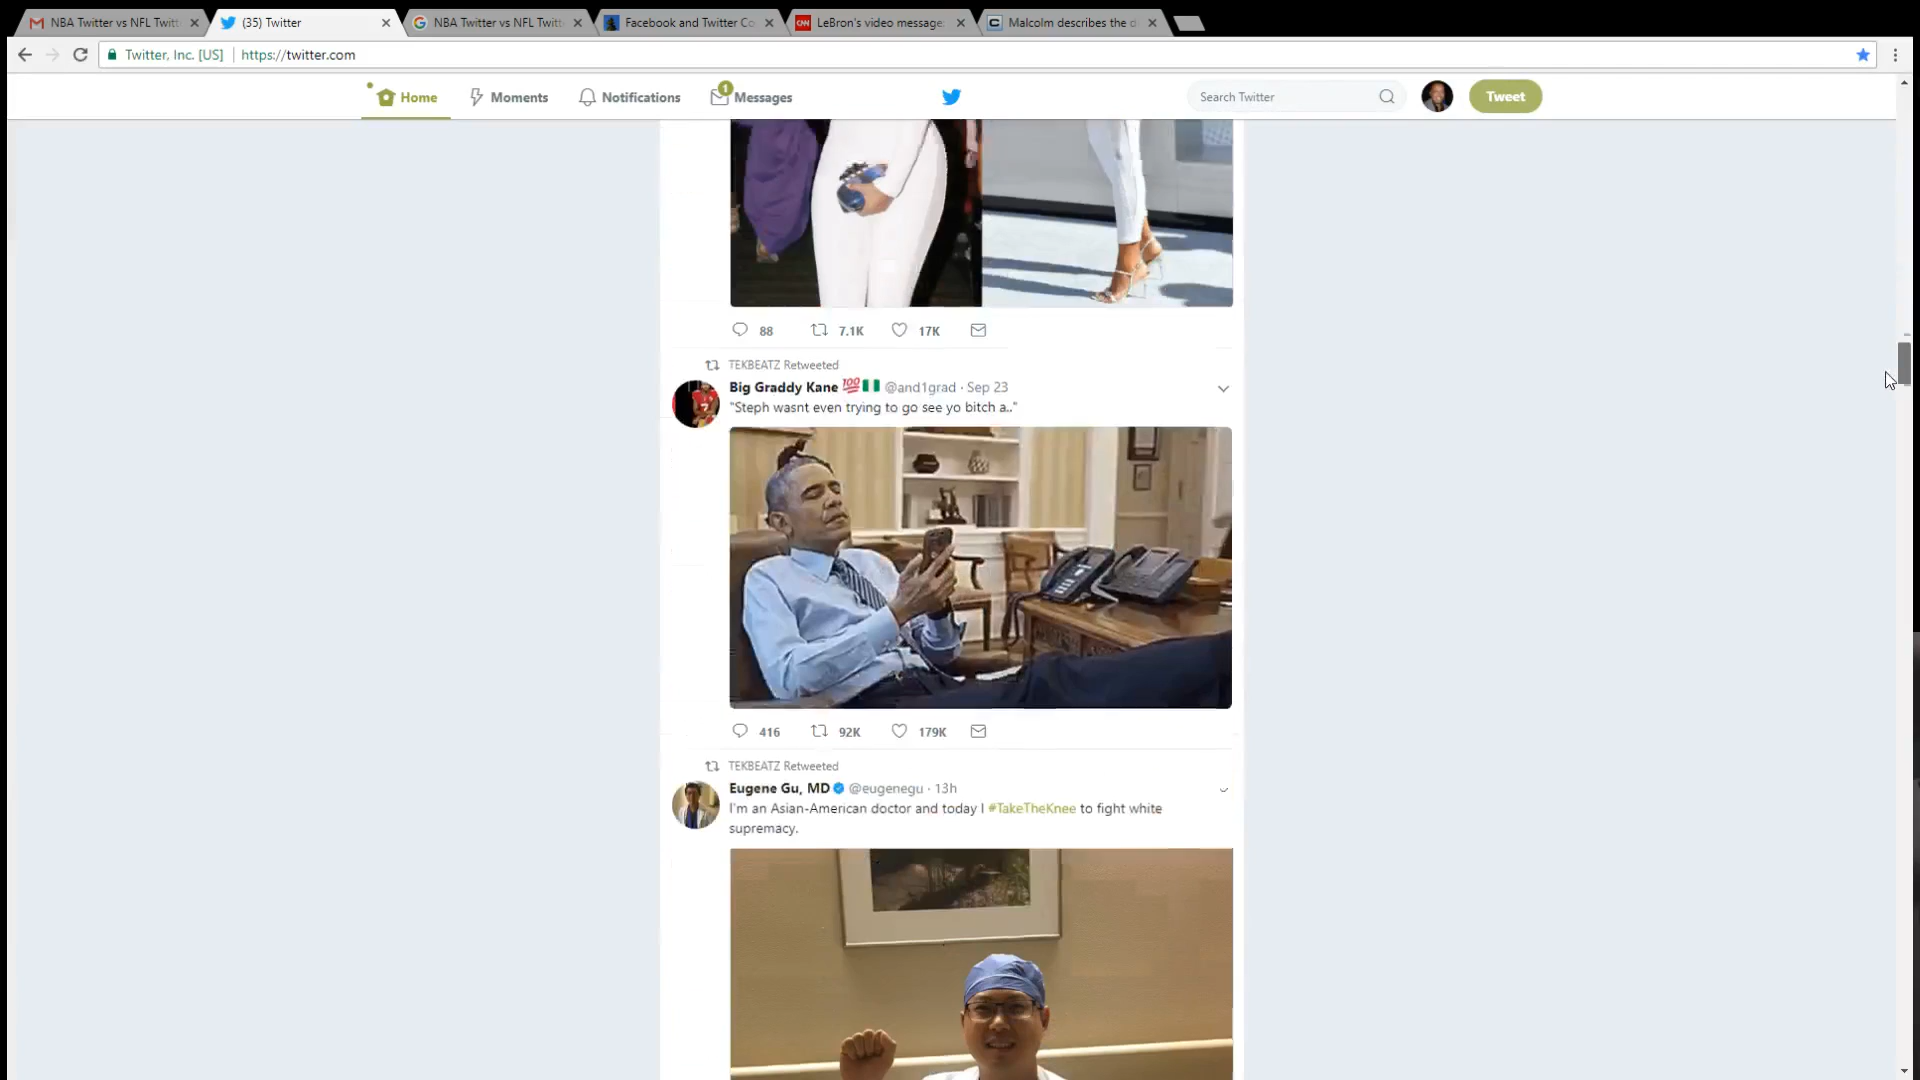 NBA Twitter vs NFL Twitt
(35) Twitter
NBA Twitter vs NFL Twitt
Facebook and Twitter Co
CNN
LeBron's video message
Malcolm describes the d
Twitter, Inc. [US]
https://twitter.com
Home
Moments
Notifications
1
Messages
Search Twitter
Tweet
88
7.1K
17K
TEKBEATZ Retweeted
Big Graddy Kane 💯🇳🇬 @and1grad · Sep 23
"Steph wasnt even trying to go see yo bitch a.."
416
92K
179K
TEKBEATZ Retweeted
Eugene Gu, MD @eugenegu · 13h
I'm an Asian-American doctor and today I #TakeTheKnee to fight white
supremacy.